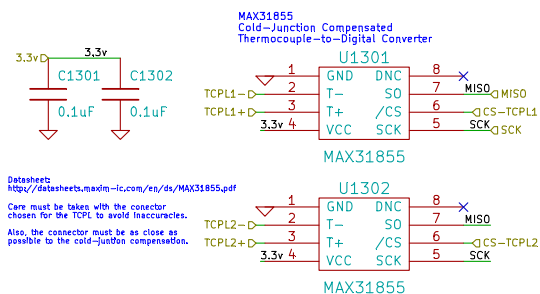 MAX31855
Cold-Junction Compensated
Thermocouple-to-Digital Converter
3.3v 3.3v
C1301 C1302
0.1uF 0.1uF
U1301
1 GND DNC 8
TCPL1- 2 T- SO 7 MISO MISO
TCPL1+ 3 T+ /CS 6 CS-TCPL1
3.3v 4 VCC SCK 5 SCK SCK
MAX31855
Datasheet:
http://datasheets.maxim-ic.com/en/ds/MAX31855.pdf
Care must be taken with the conector
chosen for the TCPL to avoid inaccuracies.
Also, the connector must be as close as
possible to the cold-juntion compensation.
U1302
1 GND DNC 8
TCPL2- 2 T- SO 7 MISO
TCPL2+ 3 T+ /CS 6 CS-TCPL2
3.3v 4 VCC SCK 5 SCK
MAX31855